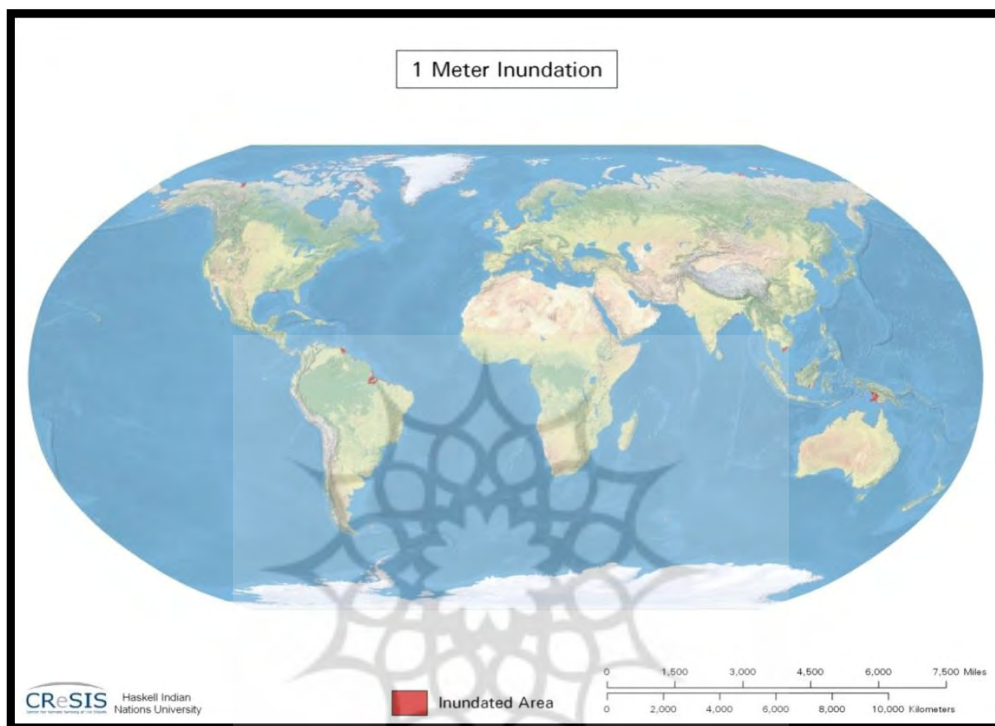 1 Meter Inundation
CReSIS
Haskell Indian
Nations University
Inundated Area
0 1,500 3,000 4,500 6,000 7,500 Miles
0 2,000 4,000 6,000 8,000 10,000 Kilometers